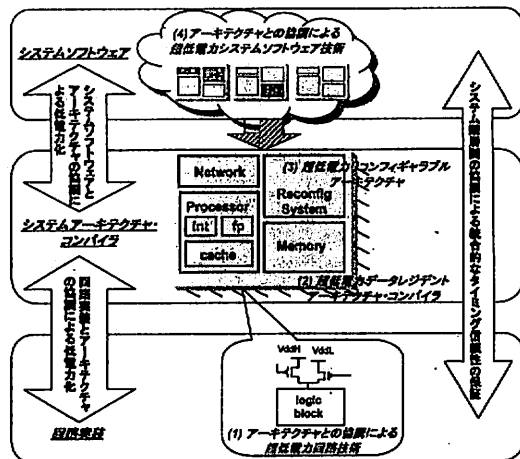 システムソフトウェア
(4) アーキテクチャとの協調による
超低電力システムソフトウェア技術
システムソフトウェアと
アーキテクチャの協調に
よる低電力化
システム階層間の協調による統合的なタイミング信頼性の保証
Network
Processor
Int
fp
cache
(3) 超低電力リコンフィギャラブル
アーキテクチャ
Reconfig
System
Memory
システムアーキテクチャ・
コンパイラ
(2) 超低電力データレジデント
アーキテクチャ・コンパイラ
回路実装とアーキテクチャ
の協調による低電力化
VddH
VddL
logic
block
(1) アーキテクチャとの協調による
超低電力回路技術
回路実装